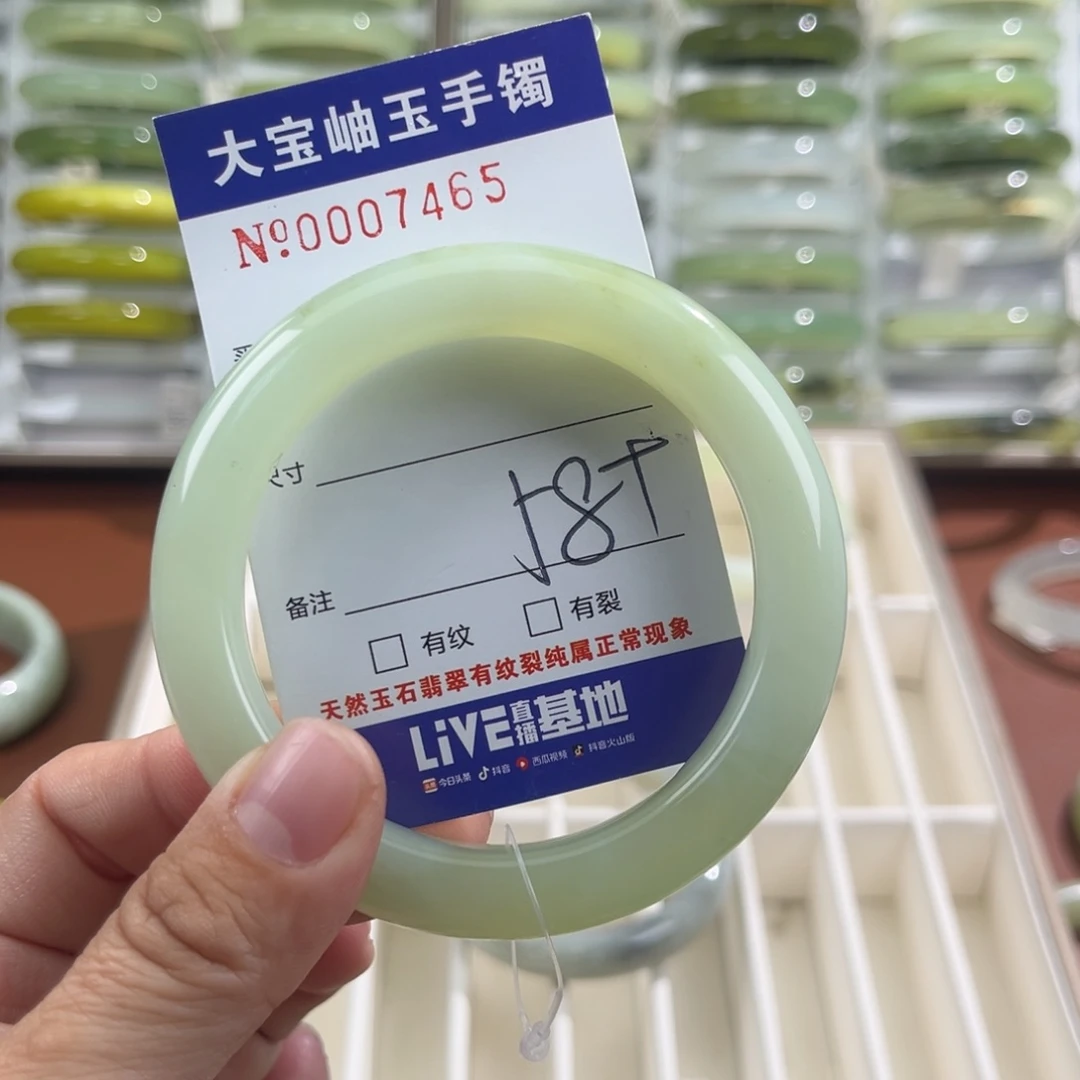 大宝岫玉手镯
Nº:0007465
寸
备注
□ 有纹 □ 有裂
天然玉石翡翠有纹裂纯属正常现象
LiVE直播基地
今日头条 抖音 西瓜视频 抖音火山版